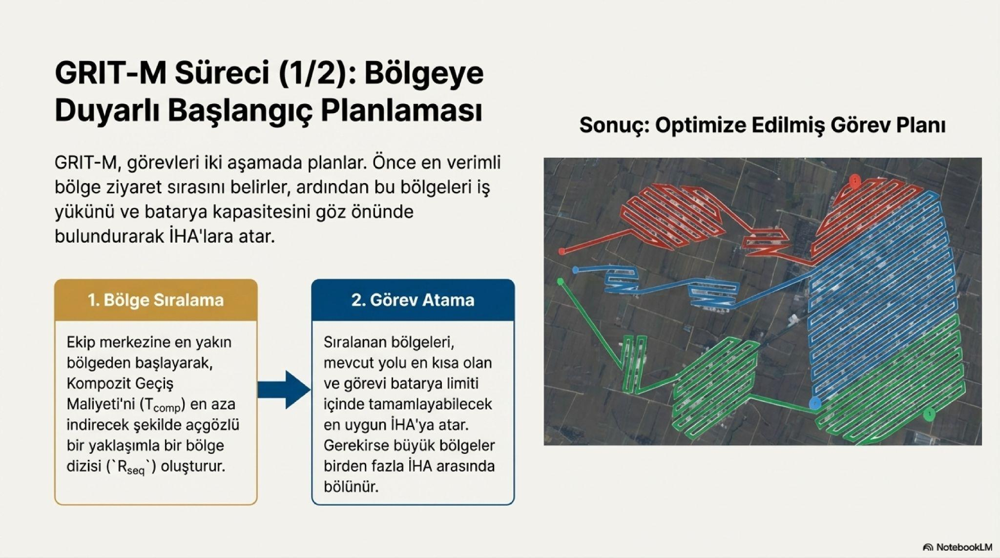 GRIT-M Süreci (1/2): Bölgeye
Duyarlı Başlangıç Planlaması
GRIT-M, görevleri iki aşamada planlar. Önce en verimli
bölge ziyaret sırasını belirler, ardından bu bölgeleri iş
yükünü ve batarya kapasitesini göz önünde
bulundurarak İHA'lara atar.
1. Bölge Sıralama
Ekip merkezine en yakın
bölgeden başlayarak,
Kompozit Geçiş
Maliyeti'ni (Tcomp) en aza
indirecek şekilde açgözlü
bir yaklaşımla bir bölge
dizisi (`Rseq`) oluşturur.
2. Görev Atama
Sıralanan bölgeleri,
mevcut yolu en kısa olan
ve görevi batarya limiti
içinde tamamlayabilecek
en uygun İHA'ya atar.
Gerekirse büyük bölgeler
birden fazla İHA arasında
bölünür.
Sonuç: Optimize Edilmiş Görev Planı
NotebookLM